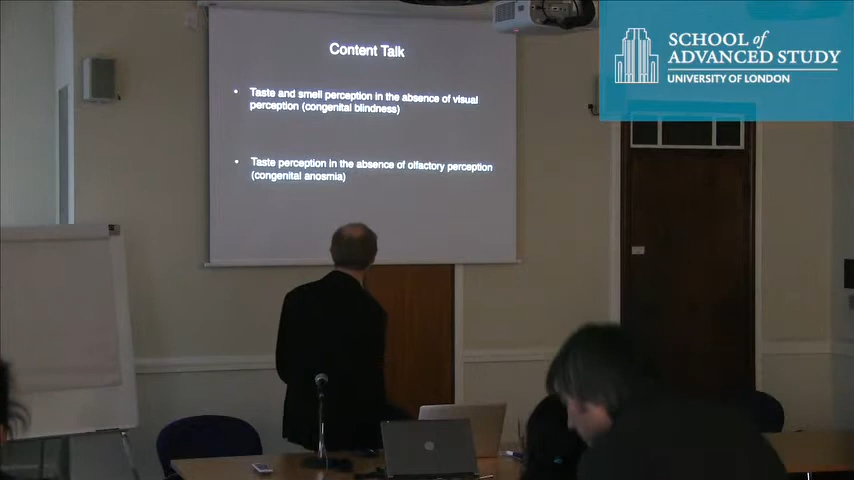 Content Talk
• Taste and smell perception in the absence of visual
perception (congenital blindness)
• Taste perception in the absence of olfactory perception
(congenital anosmia)
SCHOOL of
ADVANCED STUDY
UNIVERSITY OF LONDON
hp